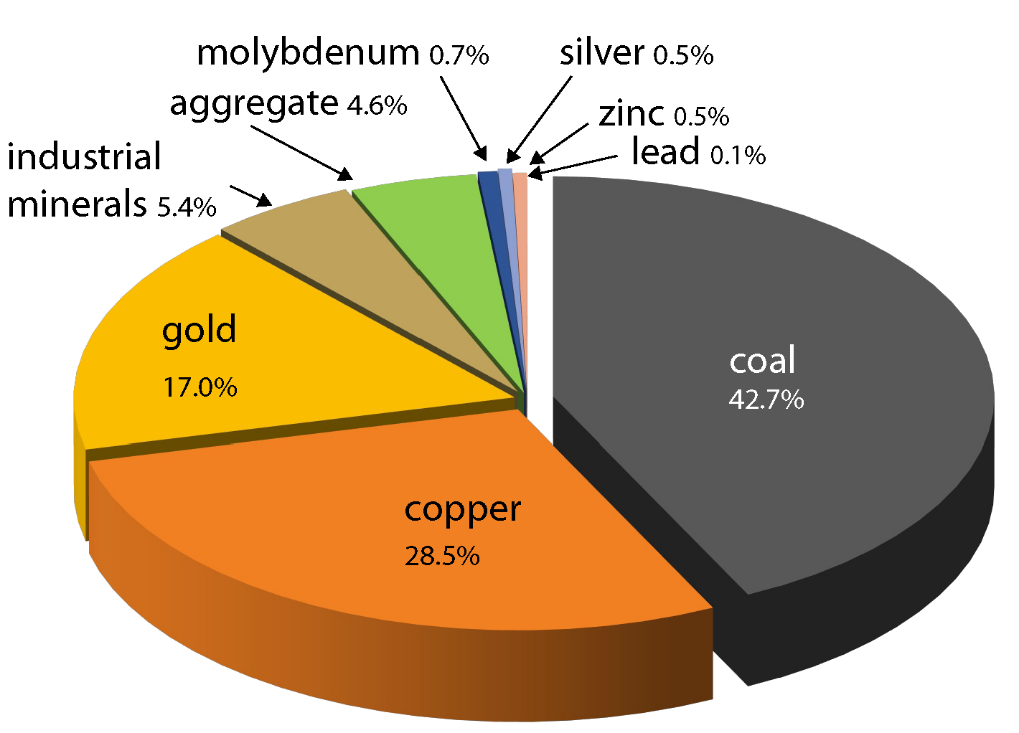 molybdenum 0.7%
silver 0.5%
aggregate 4.6%
zinc 0.5%
lead 0.1%
industrial
minerals 5.4%
gold
17.0%
coal
42.7%
copper
28.5%